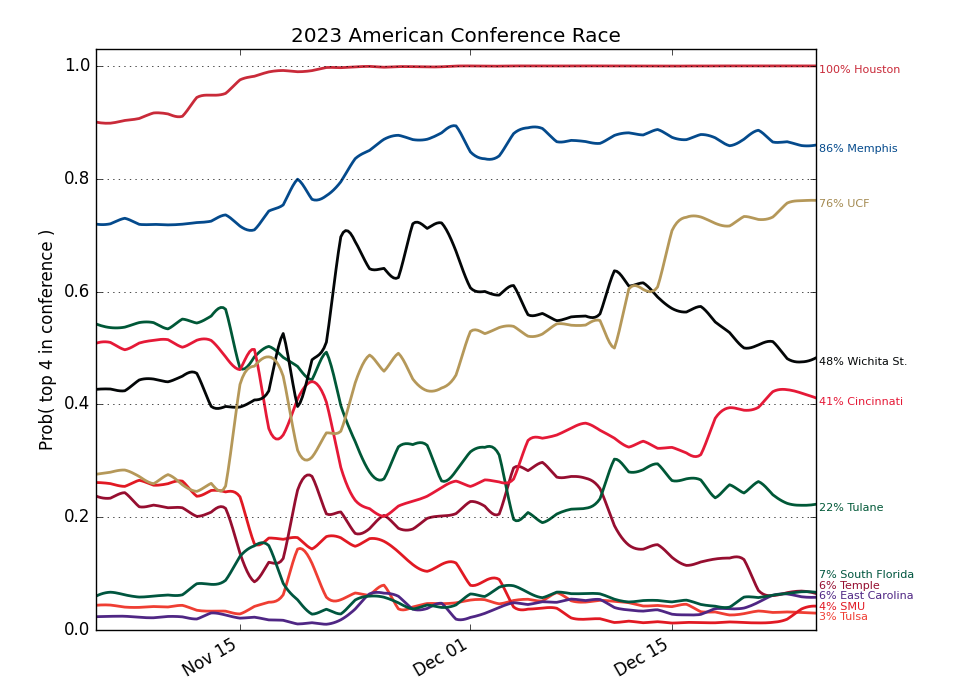 2023 American Conference Race
Prob( top 4 in conference )
1.0
0.8
0.6
0.4
0.2
0.0
Nov 15
Dec 01
Dec 15
100% Houston
86% Memphis
76% UCF
48% Wichita St.
41% Cincinnati
22% Tulane
7% South Florida
6% Temple
6% East Carolina
4% SMU
3% Tulsa